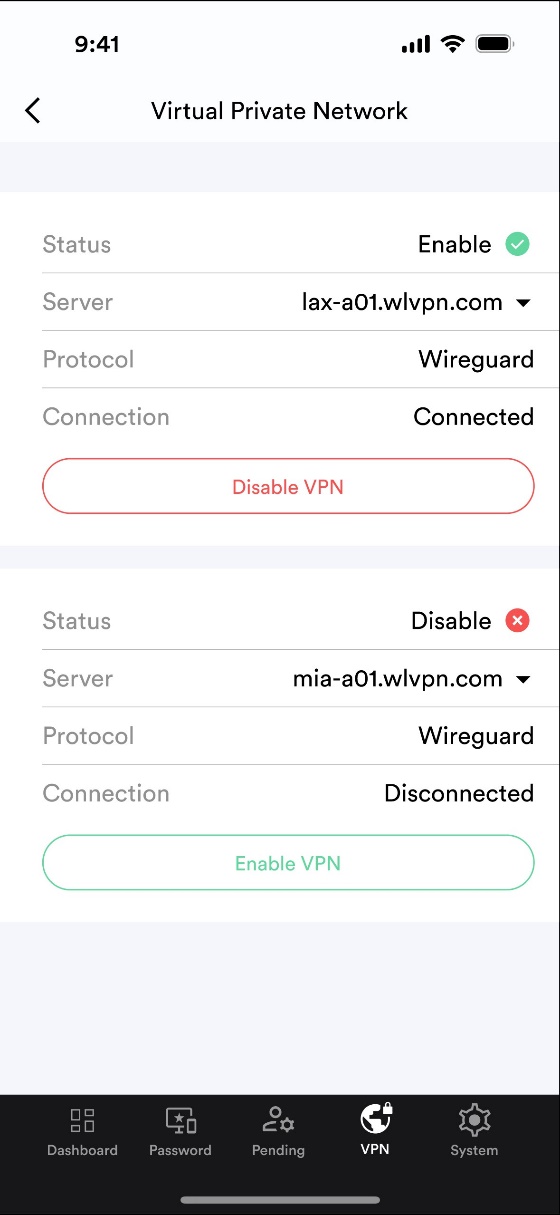 9:41
Virtual Private Network
Status Enable
Server lax-a01.wlvpn.com
Protocol Wireguard
Connection Connected
Disable VPN
Status Disable
Server mia-a01.wlvpn.com
Protocol Wireguard
Connection Disconnected
Enable VPN
Dashboard Password Pending VPN System